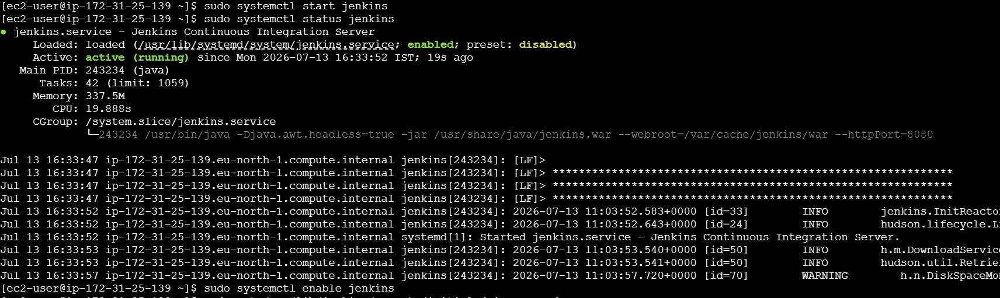 [ec2-user@ip-172-31-25-139 ~]$ sudo systemctl start jenkins
[ec2-user@ip-172-31-25-139 ~]$ sudo systemctl status jenkins
● jenkins.service - Jenkins Continuous Integration Server
Loaded: loaded (/usr/lib/systemd/system/jenkins.service; enabled; preset: disabled)
Active: active (running) since Mon 2026-07-13 16:33:52 IST; 19s ago
Main PID: 243234 (java)
Tasks: 42 (limit: 1059)
Memory: 337.5M
CPU: 19.888s
CGroup: /system.slice/jenkins.service
└─243234 /usr/bin/java -Djava.awt.headless=true -jar /usr/share/java/jenkins.war --webroot=/var/cache/jenkins/war --httpPort=8080
Jul 13 16:33:47 ip-172-31-25-139.eu-north-1.compute.internal jenkins[243234]: [LF]>
Jul 13 16:33:47 ip-172-31-25-139.eu-north-1.compute.internal jenkins[243234]: [LF]> *************************************************************
Jul 13 16:33:47 ip-172-31-25-139.eu-north-1.compute.internal jenkins[243234]: [LF]> *************************************************************
Jul 13 16:33:47 ip-172-31-25-139.eu-north-1.compute.internal jenkins[243234]: [LF]> *************************************************************
Jul 13 16:33:52 ip-172-31-25-139.eu-north-1.compute.internal jenkins[243234]: 2026-07-13 11:03:52.583+0000 [id=33] INFO jenkins.InitReacto
Jul 13 16:33:52 ip-172-31-25-139.eu-north-1.compute.internal jenkins[243234]: 2026-07-13 11:03:52.643+0000 [id=24] INFO hudson.lifecycle.L
Jul 13 16:33:52 ip-172-31-25-139.eu-north-1.compute.internal systemd[1]: Started jenkins.service - Jenkins Continuous Integration Server.
Jul 13 16:33:53 ip-172-31-25-139.eu-north-1.compute.internal jenkins[243234]: 2026-07-13 11:03:53.540+0000 [id=50] INFO h.m.DownloadService
Jul 13 16:33:53 ip-172-31-25-139.eu-north-1.compute.internal jenkins[243234]: 2026-07-13 11:03:53.541+0000 [id=50] INFO hudson.util.Retrie
Jul 13 16:33:57 ip-172-31-25-139.eu-north-1.compute.internal jenkins[243234]: 2026-07-13 11:03:57.720+0000 [id=70] WARNING h.n.DiskSpaceMo
[ec2-user@ip-172-31-25-139 ~]$ sudo systemctl enable jenkins